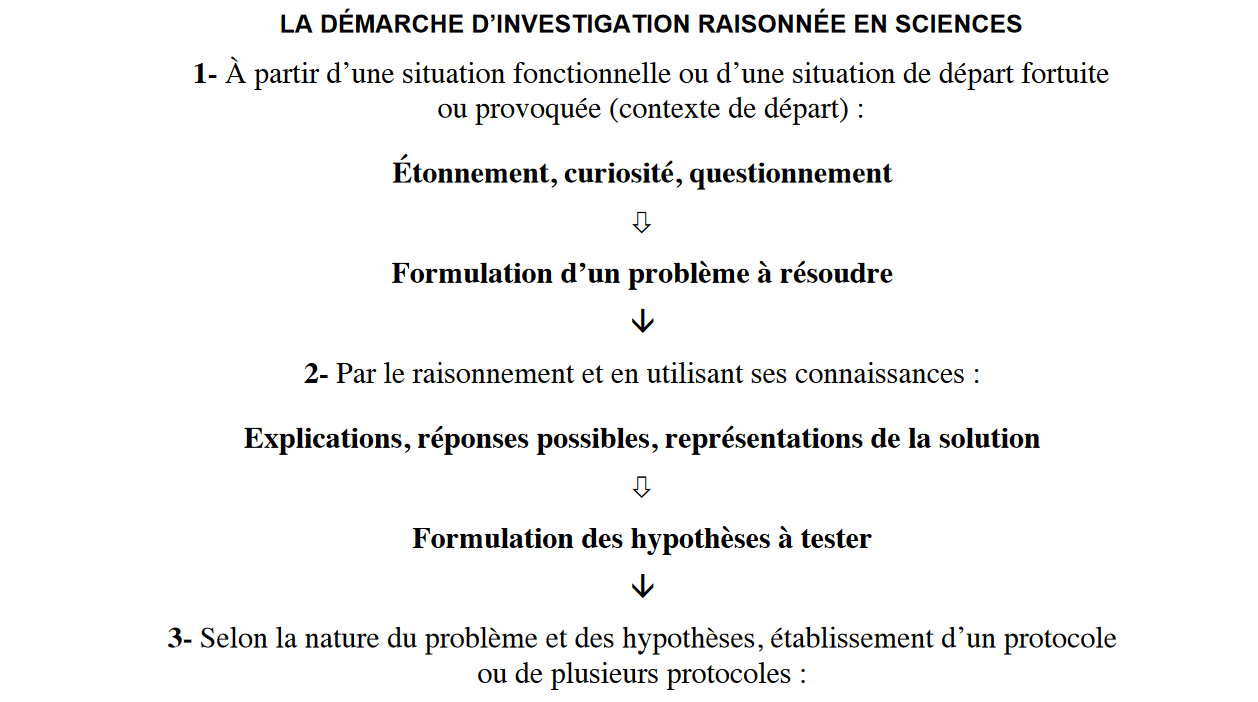 LA DÉMARCHE D’INVESTIGATION RAISONNÉE EN SCIENCES
1- À partir d’une situation fonctionnelle ou d’une situation de départ fortuite
ou provoquée (contexte de départ) :
Étonnement, curiosité, questionnement
⇩
Formulation d’un problème à résoudre
↓
2- Par le raisonnement et en utilisant ses connaissances :
Explications, réponses possibles, représentations de la solution
⇩
Formulation des hypothèses à tester
↓
3- Selon la nature du problème et des hypothèses, établissement d’un protocole
ou de plusieurs protocoles :